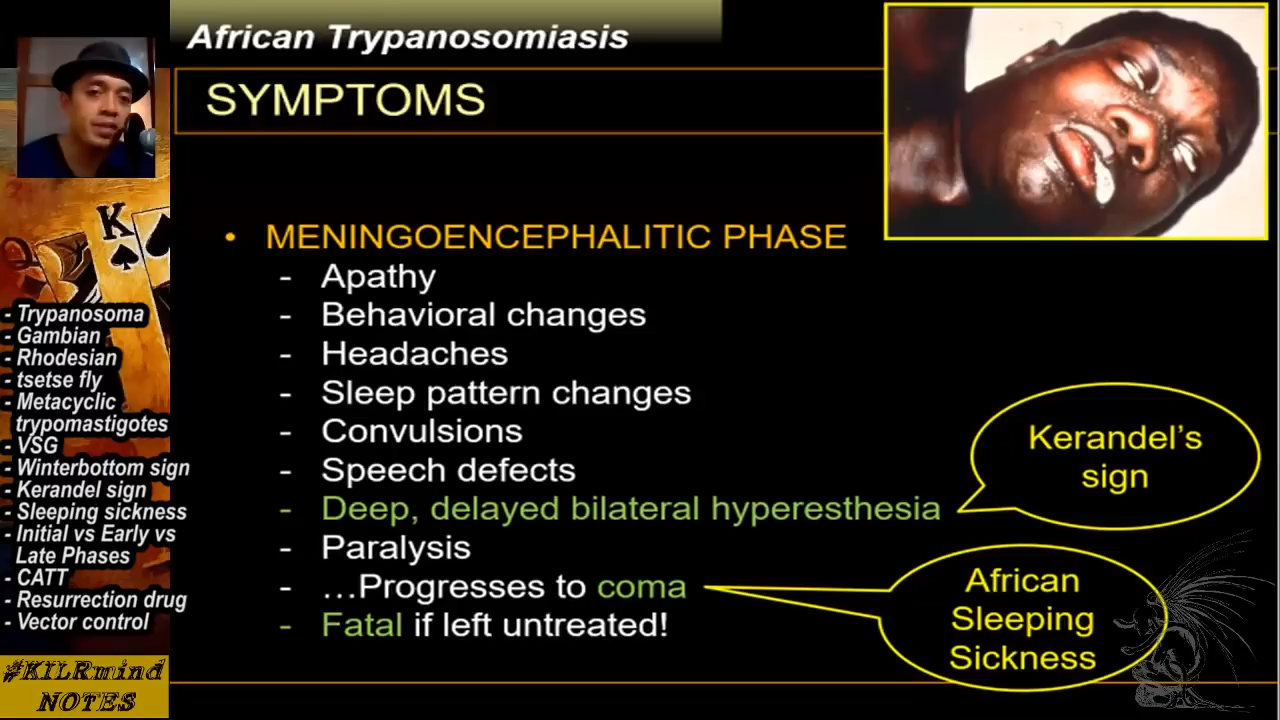 African Trypanosomiasis
SYMPTOMS
• MENINGOENCEPHALITIC PHASE
- Apathy
- Behavioral changes
- Headaches
- Sleep pattern changes
- Convulsions
- Speech defects
- Deep, delayed bilateral hyperesthesia
- Paralysis
- …Progresses to coma
- Fatal if left untreated!
Kerandel’s
sign
African
Sleeping
Sickness
K
- Trypanosoma
- Gambian
- Rhodesian
- tsetse fly
- Metacyclic
trypomastigotes
- VSG
- Winterbottom sign
- Kerandel sign
- Sleeping sickness
- Initial vs Early vs
Late Phases
- CATT
- Resurrection drug
- Vector control
#KILRmind
NOTES